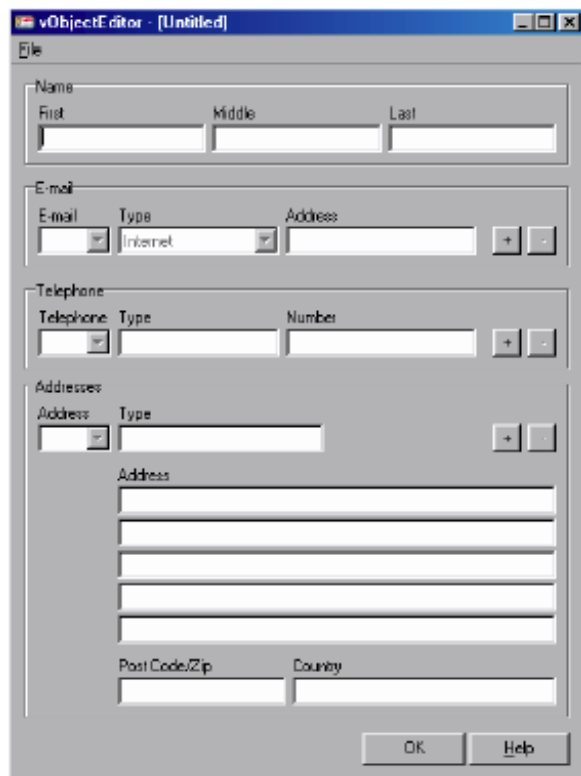 vObjectEditor - [Untitled]
File
Name
First Middle Last
E-mail
E-mail Type Address
Internet + -
Telephone
Telephone Type Number
+ -
Addresses
Address Type
+ -
Address
Post Code/Zip Country
OK Help